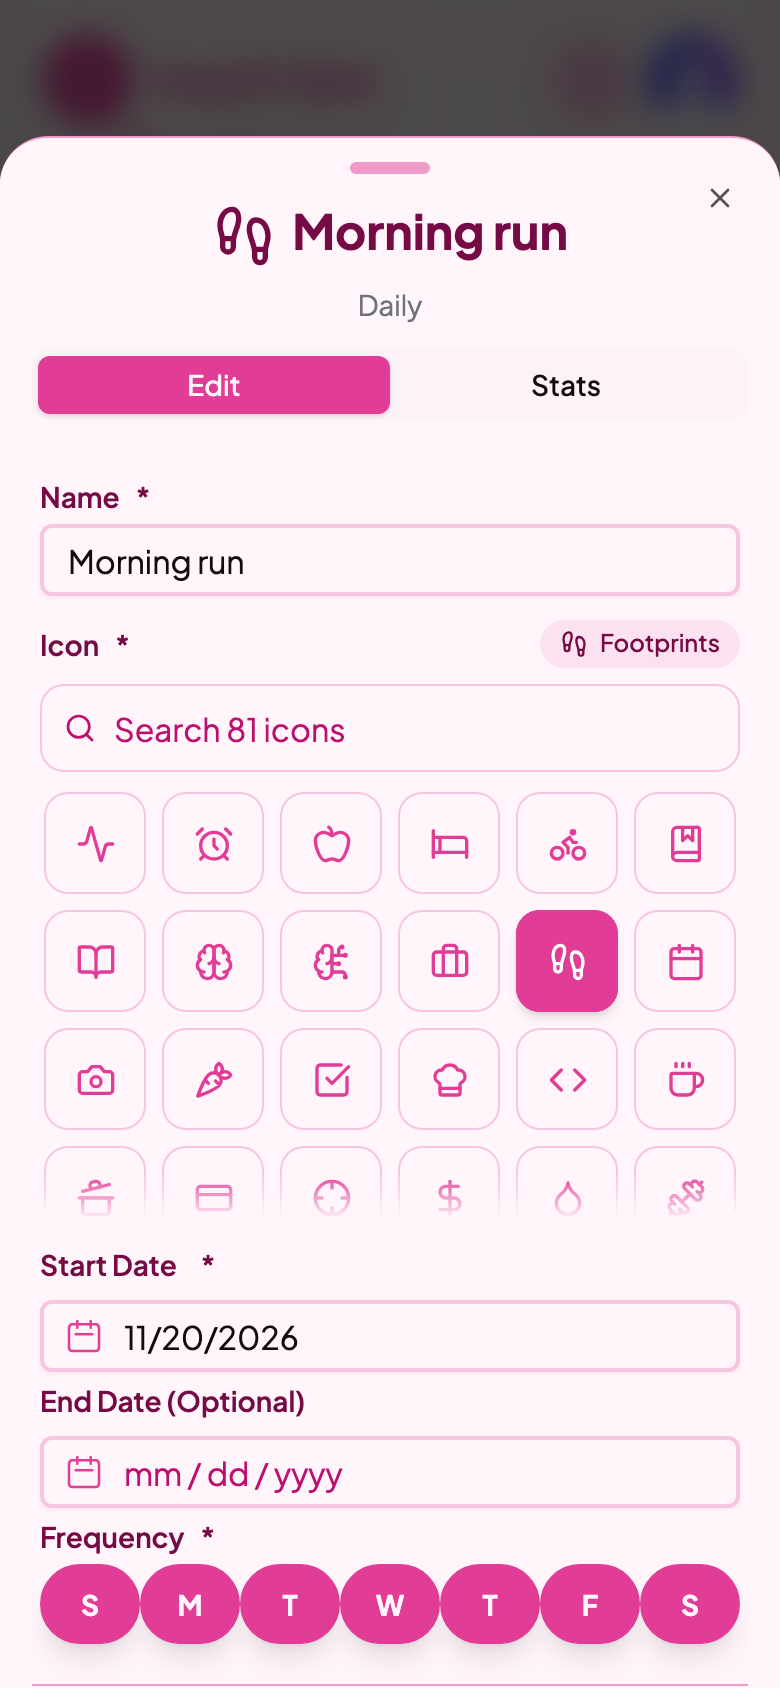 Morning run
Daily
Edit Stats
Name *
Morning run
Icon * Footprints
Search 81 icons
Start Date *
11/20/2026
End Date (Optional)
mm / dd / yyyy
Frequency *
S M T W T F S